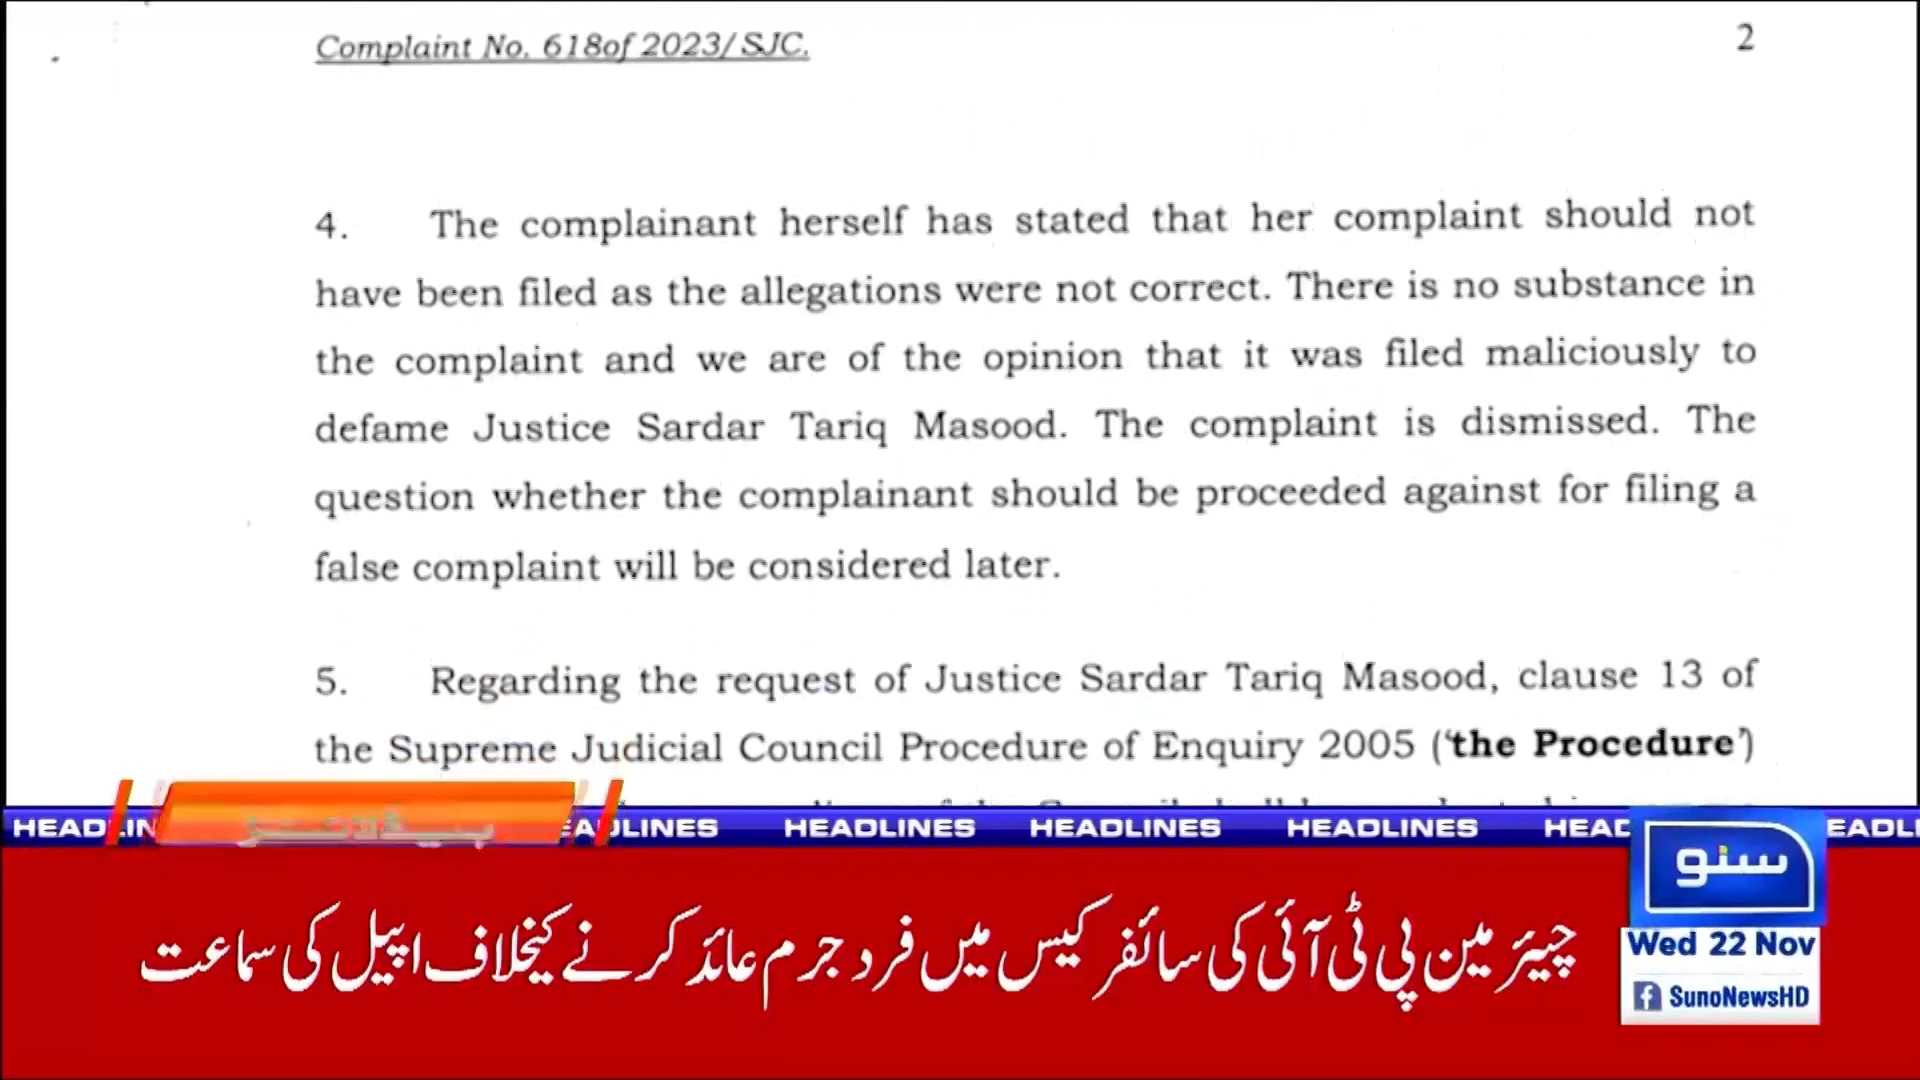 Complaint No. 618of 2023/SJC.
2
4. The complainant herself has stated that her complaint should not
have been filed as the allegations were not correct. There is no substance in
the complaint and we are of the opinion that it was filed maliciously to
defame Justice Sardar Tariq Masood. The complaint is dismissed. The
question whether the complainant should be proceeded against for filing a
false complaint will be considered later.
5. Regarding the request of Justice Sardar Tariq Masood, clause 13 of
the Supreme Judicial Council Procedure of Enquiry 2005 (‘the Procedure’)
HEADLIN EADLINES HEADLINES HEADLINES HEADLINES HEAD EADLI
سنو
چیئرمین پی ٹی آئی کی سائفر کیس میں فرد جرم عائد کرنے کیخلاف اپیل کی سماعت
Wed 22 Nov
SunoNewsHD